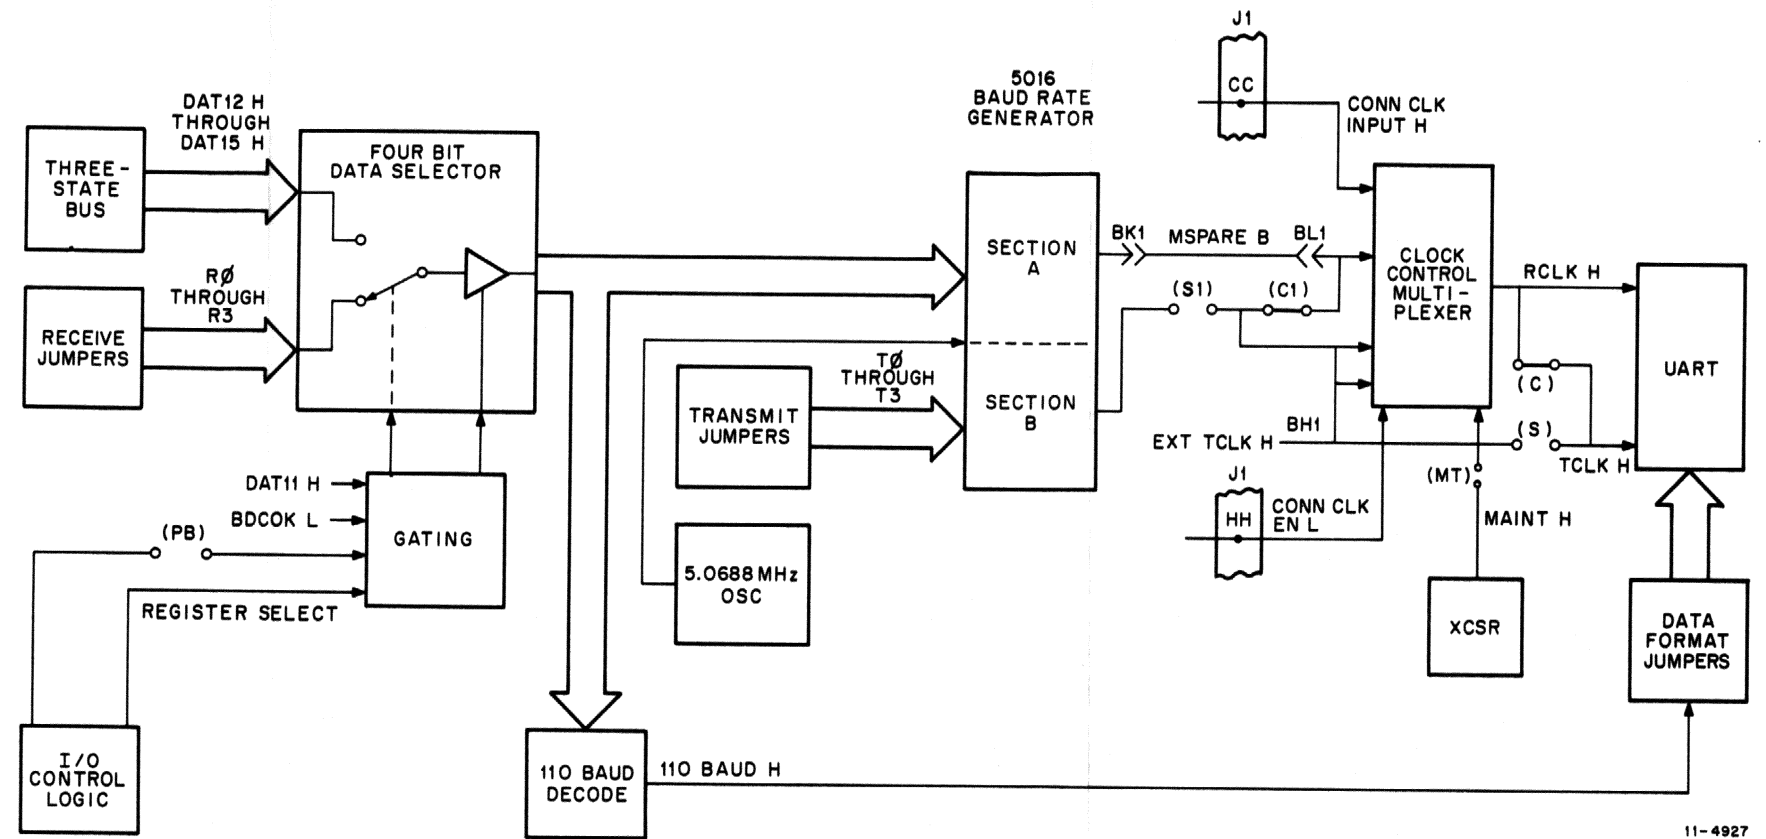 J1
CC
CONN CLK
INPUT H
5016
BAUD RATE
GENERATOR
DAT12 H
THROUGH
DAT15 H
THREE-
STATE
BUS
FOUR BIT
DATA SELECTOR
RØ
THROUGH
R3
RECEIVE
JUMPERS
SECTION
A
SECTION
B
BK1
MSPARE B
BL1
(S1)
(C1)
CLOCK
CONTROL
MULTI-
PLEXER
RCLK H
UART
(C)
(S)
TCLK H
TØ
THROUGH
T3
TRANSMIT
JUMPERS
EXT TCLK H
BH1
(MT)
MAINT H
J1
HH
CONN CLK
EN L
DAT11 H
BDCOK L
(PB)
GATING
REGISTER SELECT
5.0688 MHz
OSC
XCSR
DATA
FORMAT
JUMPERS
I/O
CONTROL
LOGIC
110 BAUD
DECODE
110 BAUD H
11-4927